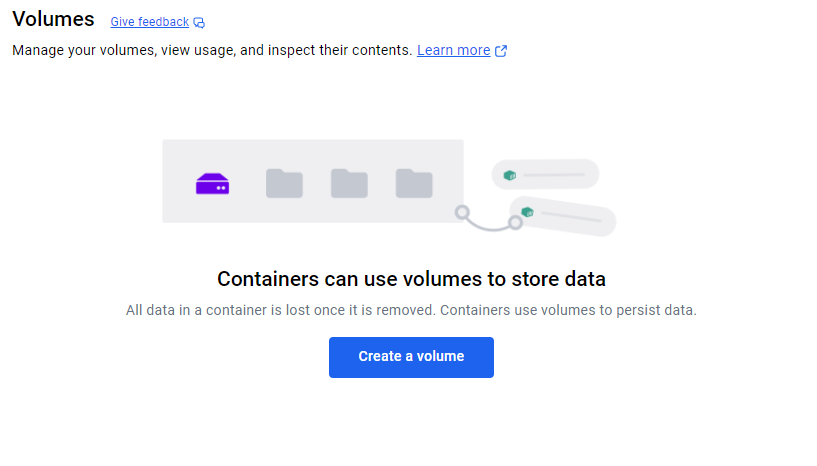 Volumes Give feedback
Manage your volumes, view usage, and inspect their contents. Learn more
Containers can use volumes to store data
All data in a container is lost once it is removed. Containers use volumes to persist data.
Create a volume